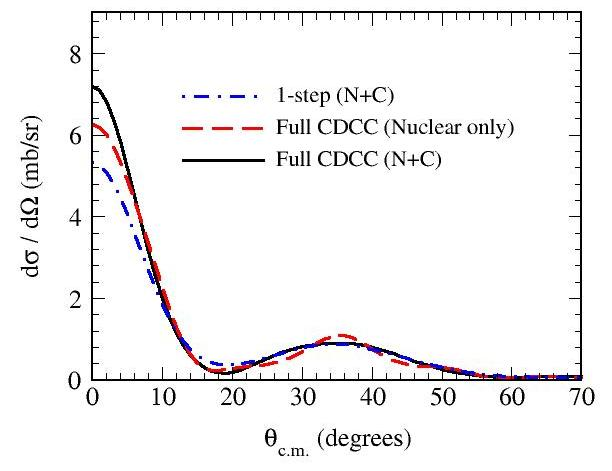 8
6
4
2
0
dσ / dΩ (mb/sr)
1-step (N+C)
Full CDCC (Nuclear only)
Full CDCC (N+C)
0 10 20 30 40 50 60 70
θc.m. (degrees)